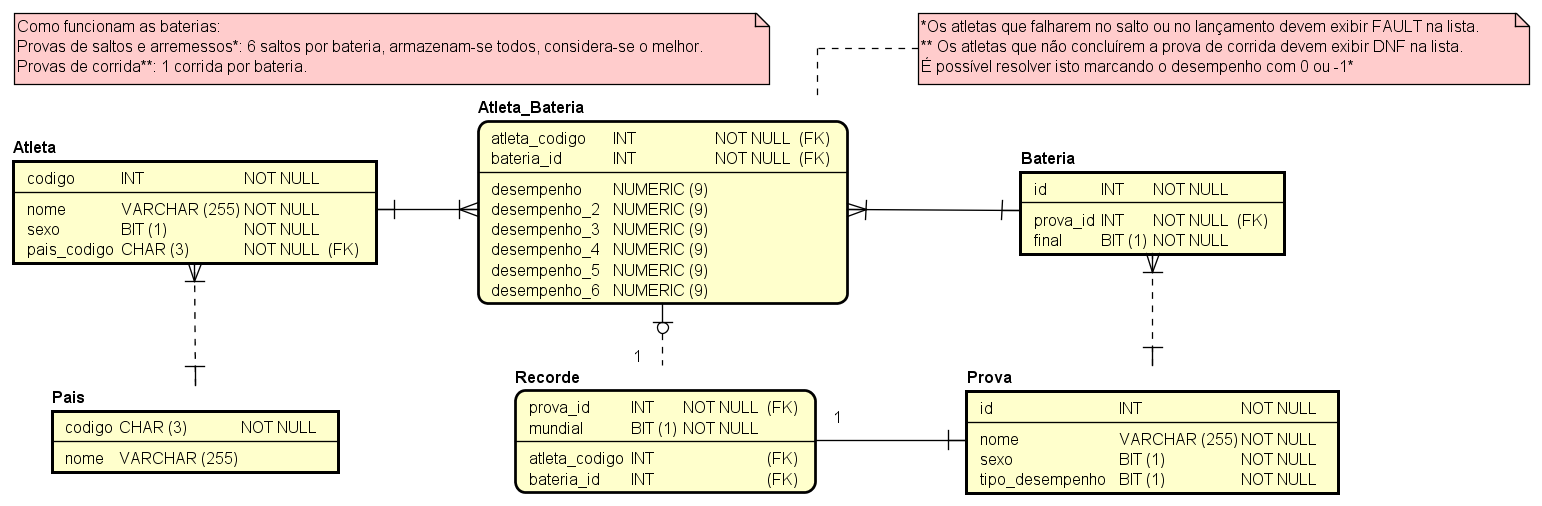 Como funcionam as baterias:
Provas de saltos e arremessos*: 6 saltos por bateria, armazenam-se todos, considera-se o melhor.
Provas de corrida**: 1 corrida por bateria.
*Os atletas que falharem no salto ou no lançamento devem exibir FAULT na lista.
** Os atletas que não concluírem a prova de corrida devem exibir DNF na lista.
É possível resolver isto marcando o desempenho com 0 ou -1*
Atleta_Bateria
atleta_codigo INT NOT NULL (FK)
bateria_id INT NOT NULL (FK)
desempenho NUMERIC (9)
desempenho_2 NUMERIC (9)
desempenho_3 NUMERIC (9)
desempenho_4 NUMERIC (9)
desempenho_5 NUMERIC (9)
desempenho_6 NUMERIC (9)
Atleta
codigo INT NOT NULL
nome VARCHAR (255) NOT NULL
sexo BIT (1) NOT NULL
pais_codigo CHAR (3) NOT NULL (FK)
Bateria
id INT NOT NULL
prova_id INT NOT NULL (FK)
final BIT (1) NOT NULL
1
Pais
codigo CHAR (3) NOT NULL
nome VARCHAR (255)
Recorde
prova_id INT NOT NULL (FK)
mundial BIT (1) NOT NULL
atleta_codigo INT (FK)
bateria_id INT (FK)
1
Prova
id INT NOT NULL
nome VARCHAR (255) NOT NULL
sexo BIT (1) NOT NULL
tipo_desempenho BIT (1) NOT NULL